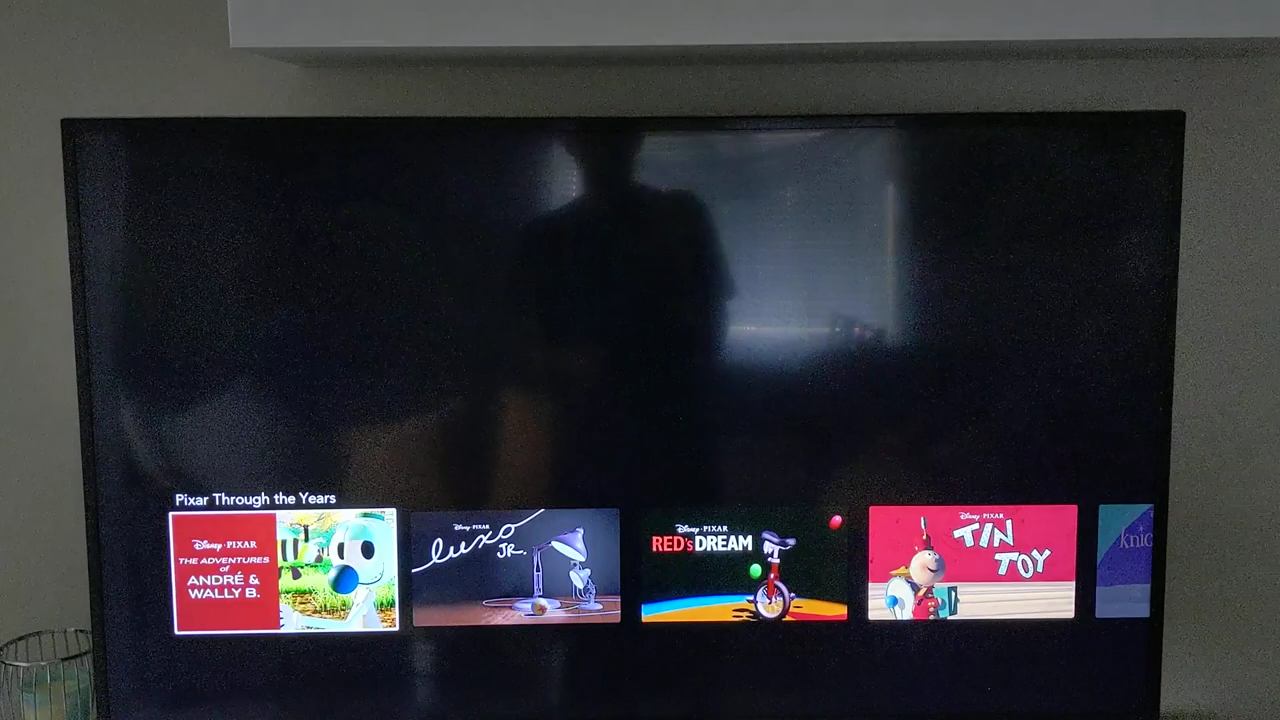 Pixar Through the Years
Disney · PIXAR
THE ADVENTURES
OF
ANDRÉ &
WALLY B.
Disney · PIXAR
luxo
JR.
Disney · PIXAR
RED's DREAM
Disney · PIXAR
TIN
TOY
knic